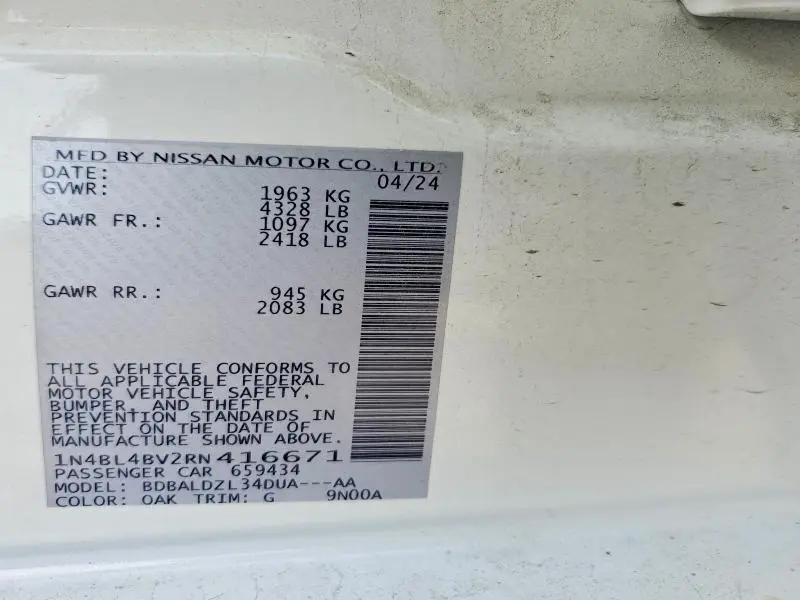 MFD BY NISSAN MOTOR CO., LTD.
DATE: 04/24
GVWR: 1963 KG
4328 LB
GAWR FR.: 1097 KG
2418 LB
GAWR RR.: 945 KG
2083 LB
THIS VEHICLE CONFORMS TO
ALL APPLICABLE FEDERAL
MOTOR VEHICLE SAFETY,
BUMPER, AND THEFT
PREVENTION STANDARDS IN
EFFECT ON THE DATE OF
MANUFACTURE SHOWN ABOVE.
1N4BL4BV2RN416671
PASSENGER CAR 659434
MODEL: BDBALDZL34DUA---AA
COLOR: QAK TRIM: G 9N00A